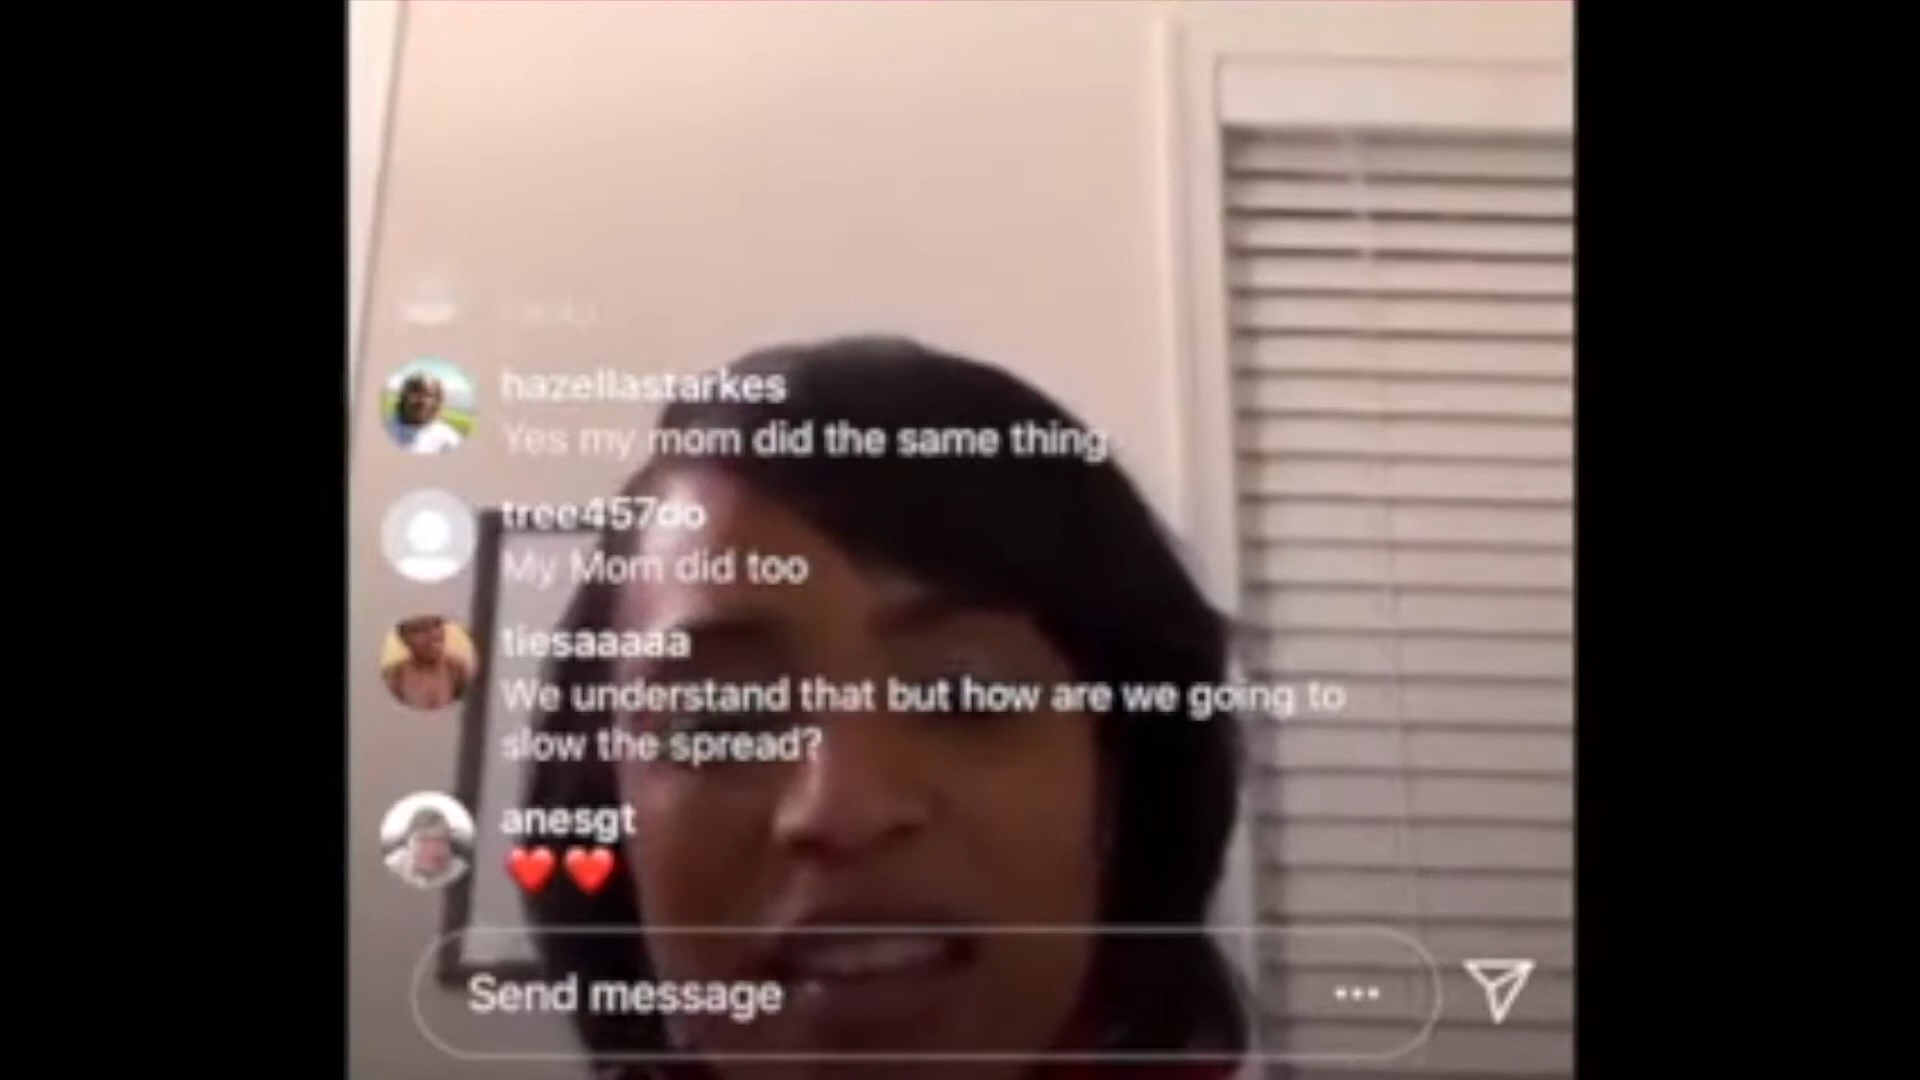 hazellastarkes
Yes my mom did the same thing
tree457do
My Mom did too
tiesaaaaa
We understand that but how are we going to
slow the spread?
anesgt
❤️❤️
Send message